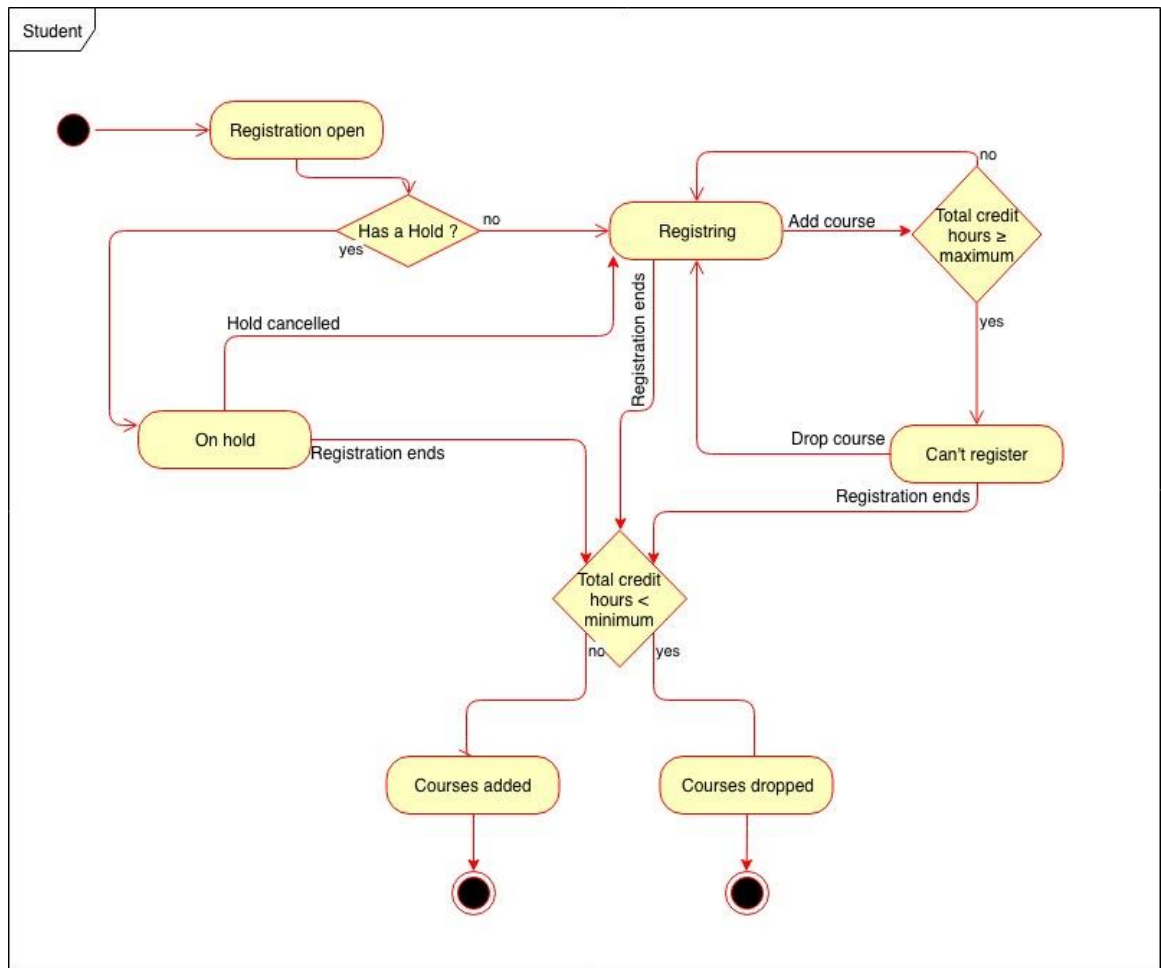 Student
Registration open
Has a Hold ?
no
yes
Registring
Add course
no
Total credit
hours ≥
maximum
yes
Hold cancelled
Registration ends
On hold
Registration ends
Drop course
Can't register
Registration ends
Total credit
hours <
minimum
no
yes
Courses added
Courses dropped